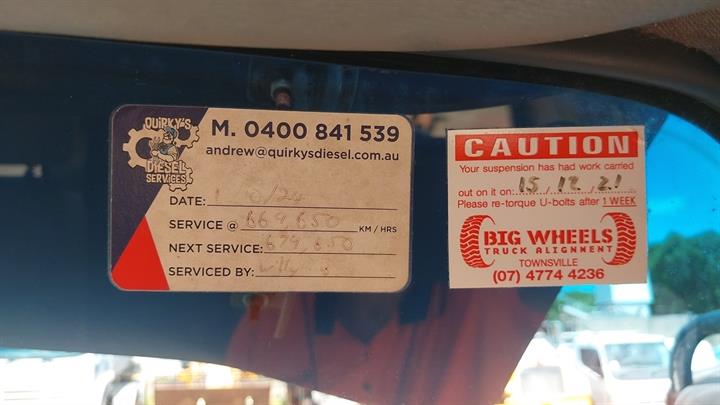 QUIRKY'S
DIESEL
SERVICES
M. 0400 841 539
andrew@quirkysdiesel.com.au
DATE: /24
SERVICE @ 669 650 KM / HRS
NEXT SERVICE: 679 650
SERVICED BY:
CAUTION
Your suspension has had work carried
out on it on: 15 / 12 / 21
Please re-torque U-bolts after 1 WEEK
BIG WHEELS
TRUCK ALIGNMENT
TOWNSVILLE
(07) 4774 4236